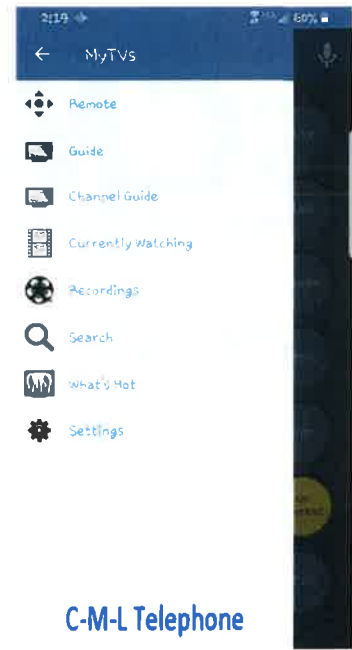 2:19 60%
MyTVs
Remote
Guide
Channel Guide
Currently Watching
Recordings
Search
What's Hot
Settings
C-M-L Telephone